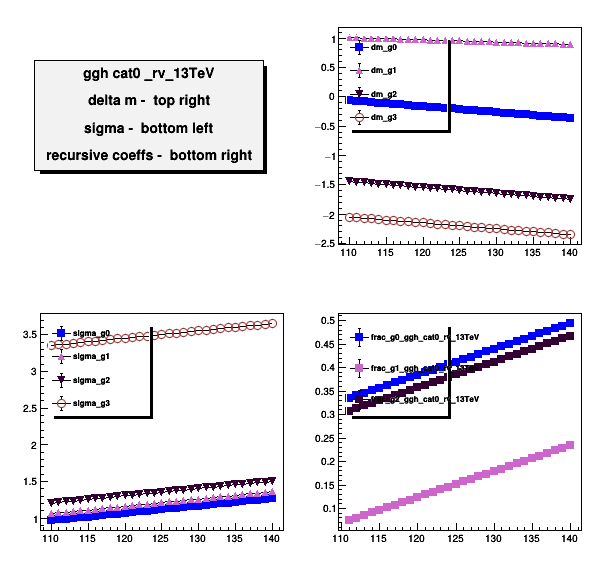 ggh cat0 _rv_13TeV
delta m - top right
sigma - bottom left
recursive coeffs - bottom right
dm_g0
dm_g1
dm_g2
dm_g3
1
0.5
0
−0.5
−1
−1.5
−2
−2.5
110 115 120 125 130 135 140
sigma_g0
sigma_g1
sigma_g2
sigma_g3
3.5
3
2.5
2
1.5
1
110 115 120 125 130 135 140
frac_g0_ggh_cat0_rv_13TeV
frac_g1_ggh_cat0_rv_13TeV
frac_g2_ggh_cat0_rv_13TeV
0.5
0.45
0.4
0.35
0.3
0.25
0.2
0.15
0.1
110 115 120 125 130 135 140